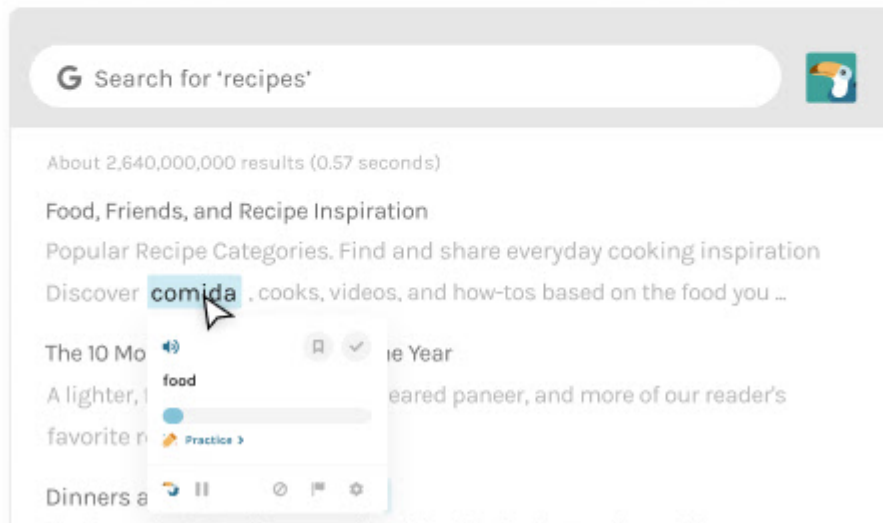 G Search for ‘recipes’
About 2,640,000,000 results (0.57 seconds)
Food, Friends, and Recipe Inspiration
Popular Recipe Categories. Find and share everyday cooking inspiration
Discover comida , cooks, videos, and how-tos based on the food you ...
The 10 Mo
e Year
food
A lighter,
eared paneer, and more of our reader's
favorite
Practice >
Dinners a